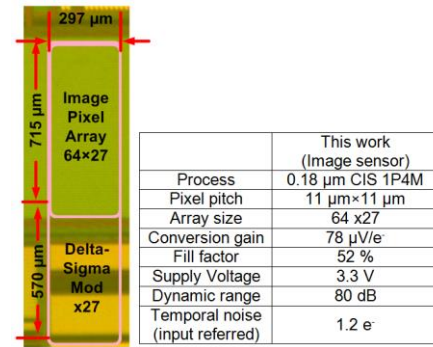 297 µm
715 µm
Image
Pixel
Array
64×27
570 µm
Delta-
Sigma
Mod
x27
This work
(Image sensor)
Process 0.18 µm CIS 1P4M
Pixel pitch 11 µm×11 µm
Array size 64 x27
Conversion gain 78 µV/e-
Fill factor 52 %
Supply Voltage 3.3 V
Dynamic range 80 dB
Temporal noise
(input referred) 1.2 e-